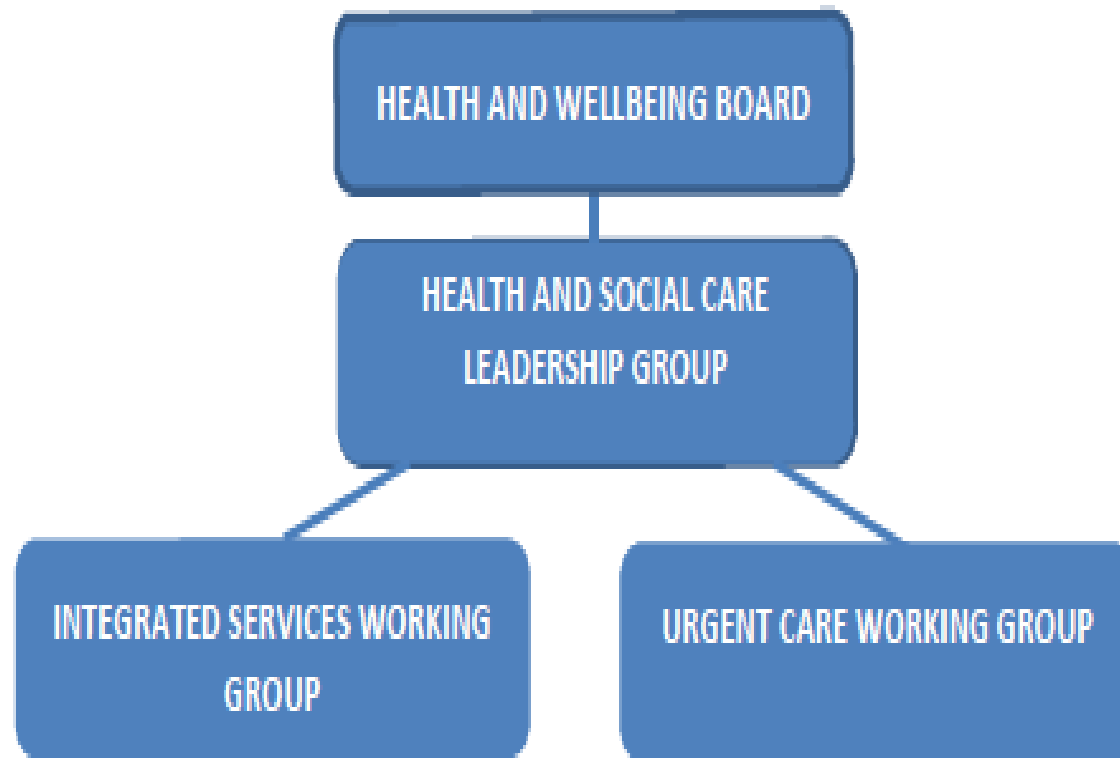 HEALTH AND WELLBEING BOARD
HEALTH AND SOCIAL CARE
LEADERSHIP GROUP
INTEGRATED SERVICES WORKING
GROUP
URGENT CARE WORKING GROUP